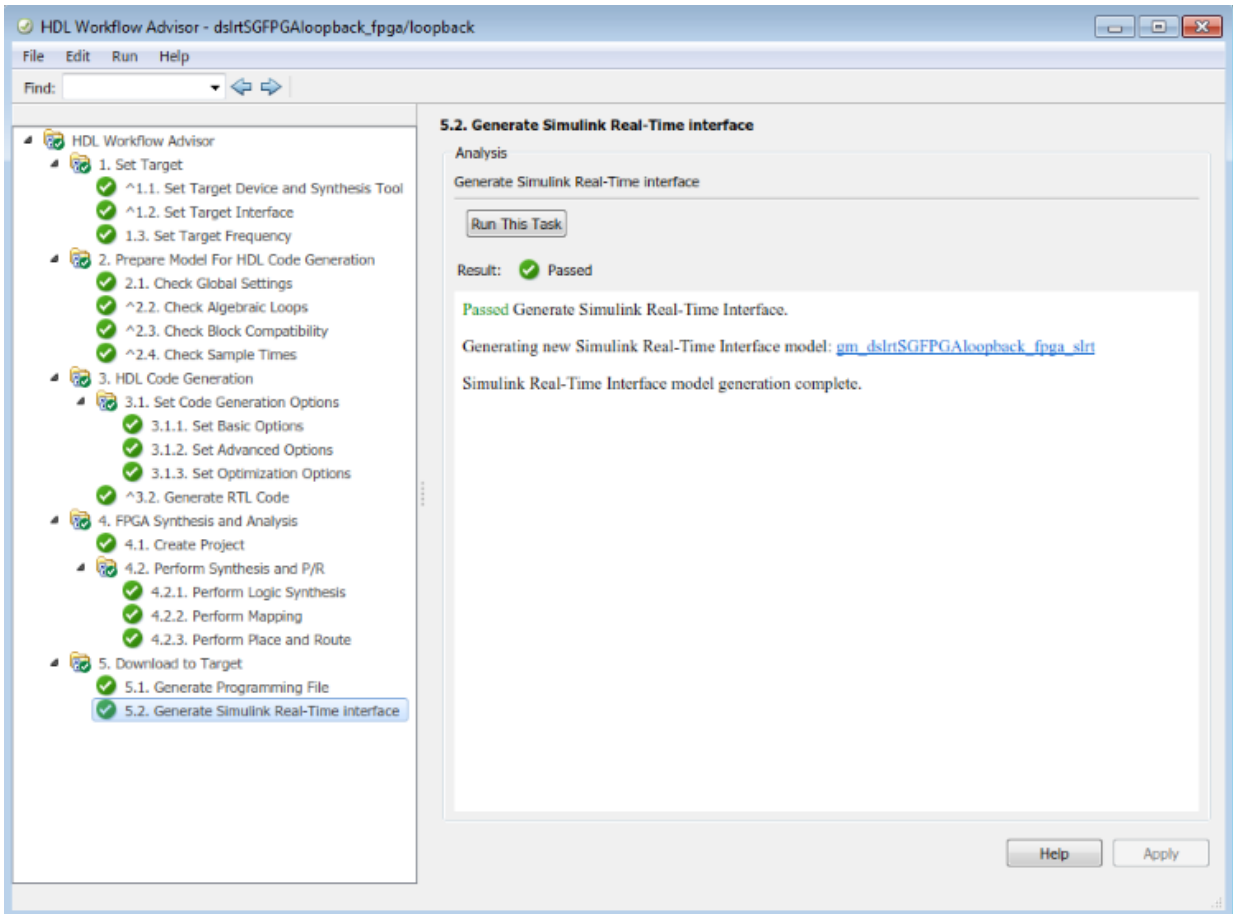 HDL Workflow Advisor - dslrtSGFPGAloopback_fpga/loopback
File Edit Run Help
Find:
HDL Workflow Advisor
1. Set Target
^1.1. Set Target Device and Synthesis Tool
^1.2. Set Target Interface
1.3. Set Target Frequency
2. Prepare Model For HDL Code Generation
2.1. Check Global Settings
^2.2. Check Algebraic Loops
^2.3. Check Block Compatibility
^2.4. Check Sample Times
3. HDL Code Generation
3.1. Set Code Generation Options
3.1.1. Set Basic Options
3.1.2. Set Advanced Options
3.1.3. Set Optimization Options
^3.2. Generate RTL Code
4. FPGA Synthesis and Analysis
4.1. Create Project
4.2. Perform Synthesis and P/R
4.2.1. Perform Logic Synthesis
4.2.2. Perform Mapping
4.2.3. Perform Place and Route
5. Download to Target
5.1. Generate Programming File
5.2. Generate Simulink Real-Time interface
5.2. Generate Simulink Real-Time interface
Analysis
Generate Simulink Real-Time interface
Run This Task
Result: Passed
Passed Generate Simulink Real-Time Interface.
Generating new Simulink Real-Time Interface model: gm_dslrtSGFPGAloopback_fpga_slrt
Simulink Real-Time Interface model generation complete.
Help Apply